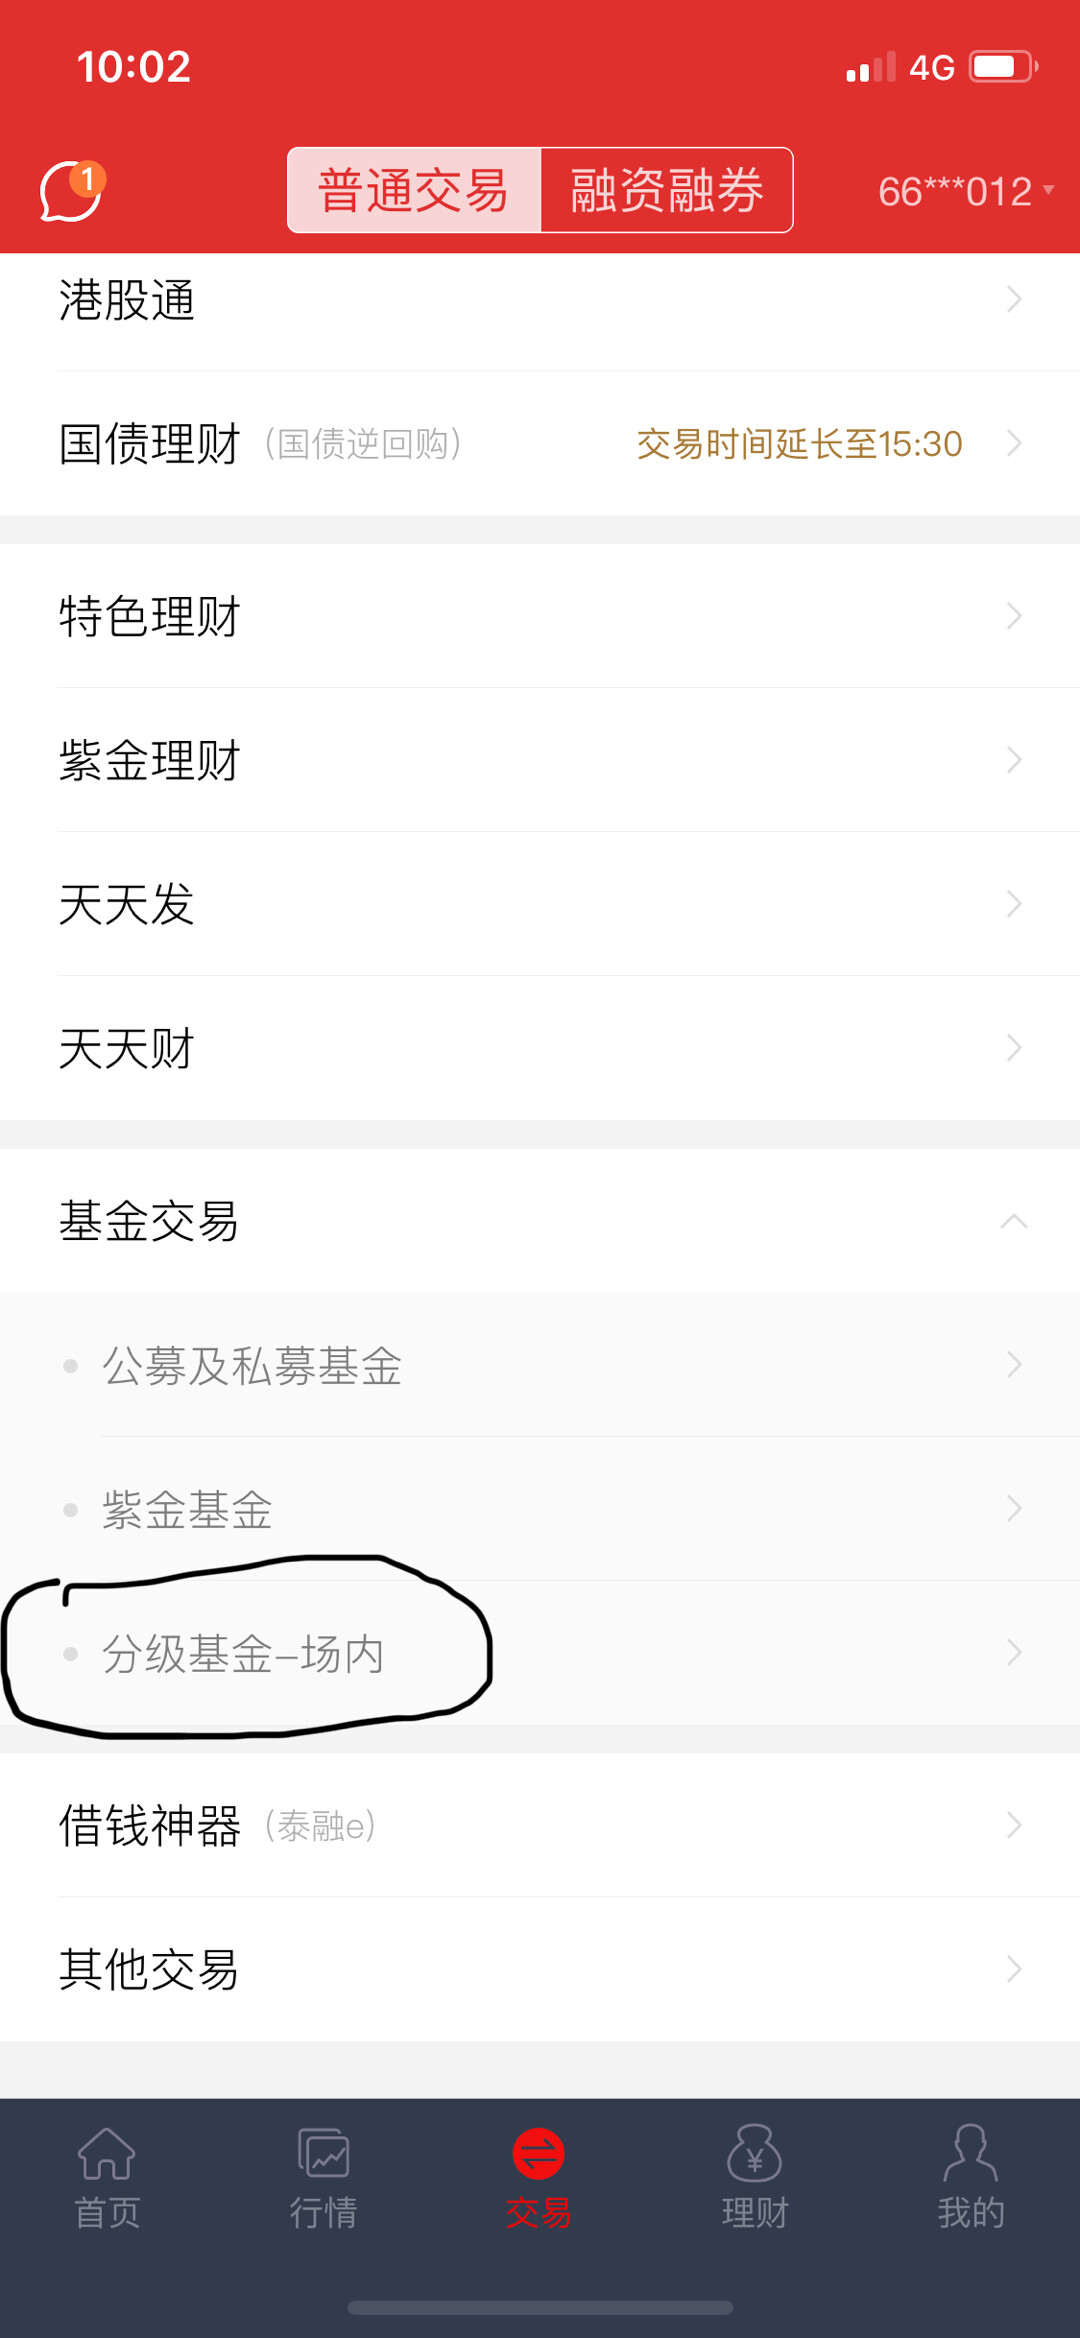 10:02 4G
1 普通交易 融资融券 66***012
港股通
国债理财（国债逆回购） 交易时间延长至15:30
特色理财
紫金理财
天天发
天天财
基金交易
公募及私募基金
紫金基金
分级基金-场内
借钱神器（泰融e）
其他交易
首页 行情 交易 理财 我的